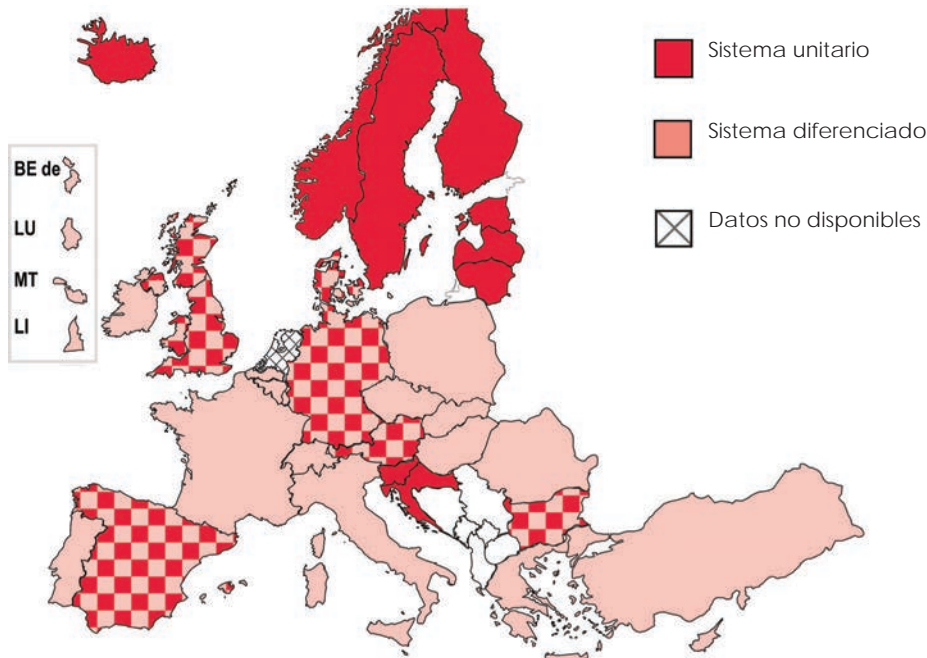 Sistema unitario
Sistema diferenciado
Datos no disponibles
BE de
LU
MT
LI